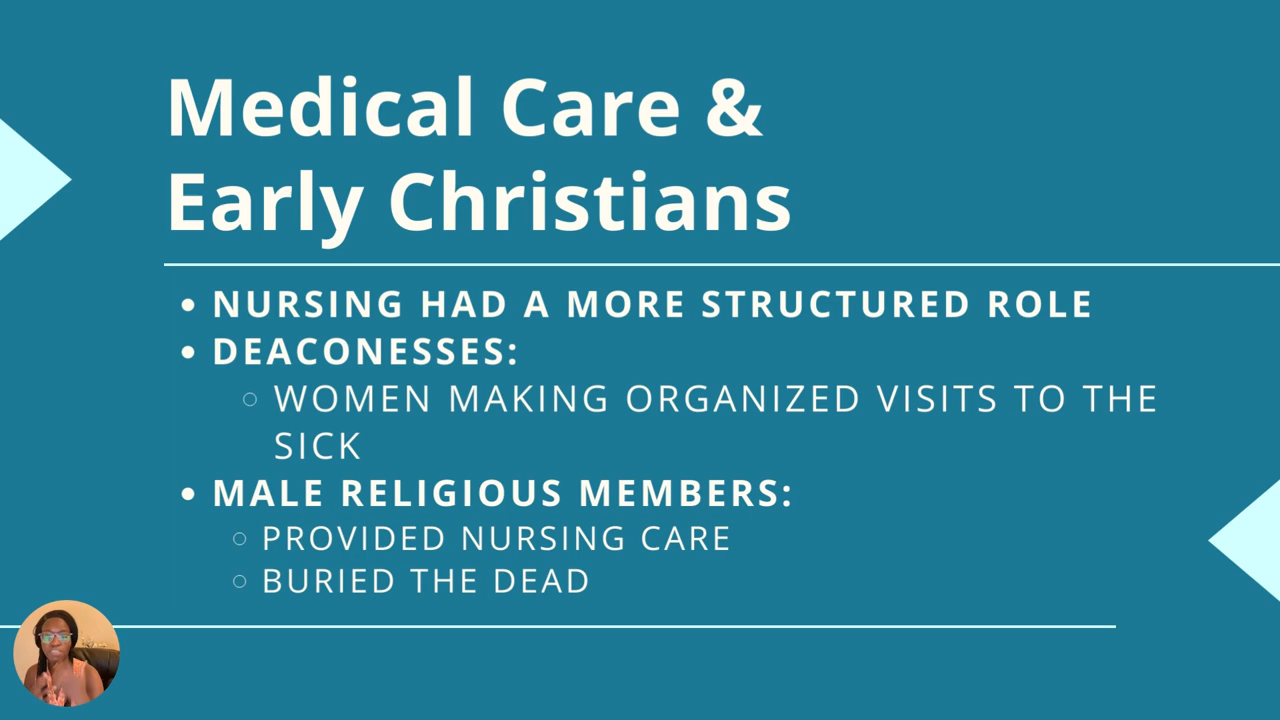 Medical Care &
Early Christians
• NURSING HAD A MORE STRUCTURED ROLE
• DEACONESSES:
○ WOMEN MAKING ORGANIZED VISITS TO THE
SICK
• MALE RELIGIOUS MEMBERS:
○ PROVIDED NURSING CARE
○ BURIED THE DEAD